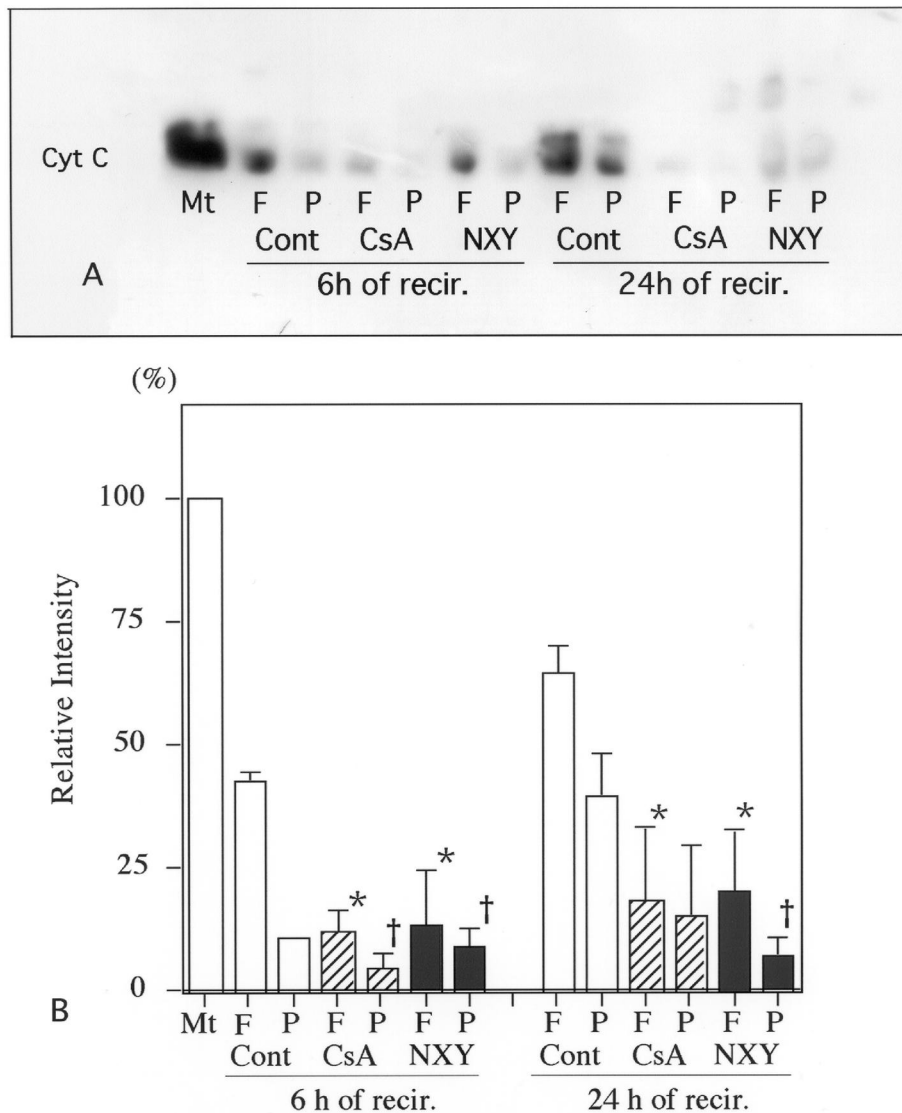 Cyt C
Mt F P F P F P F P F P F P
Cont CsA NXY Cont CsA NXY
A 6h of recir. 24h of recir.
(%)
100
75
50
25
0
Relative Intensity
* † * † * * †
B Mt F P F P F P F P F P F P
Cont CsA NXY Cont CsA NXY
6 h of recir. 24 h of recir.